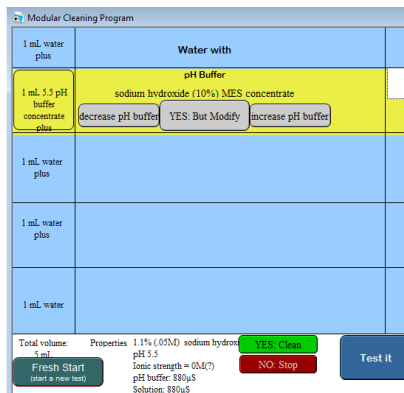 Modular Cleaning Program
1 mL water
plus
Water with
1 mL 5.5 pH
buffer
concentrate
plus
pH Buffer
sodium hydroxide (10%) MES concentrate
decrease pH buffer
YES: But Modify
increase pH buffer
1 mL water
plus
1 mL water
plus
1 mL water
Total volume:
5 mL
Properties
1.1% (.05M) sodium hydrox
pH 5.5
Ionic strength = 0M(?)
pH buffer: 880µS
Solution: 880µS
YES: Clean
NO: Stop
Test it
Fresh Start
(start a new test)